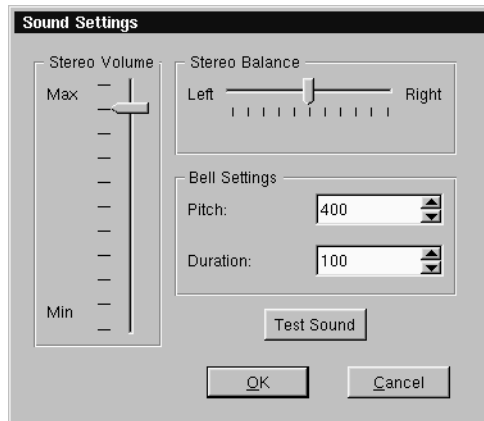 Sound Settings
Stereo Volume
Max
Min
Stereo Balance
Left
Right
Bell Settings
Pitch:
400
Duration:
100
Test Sound
OK
Cancel